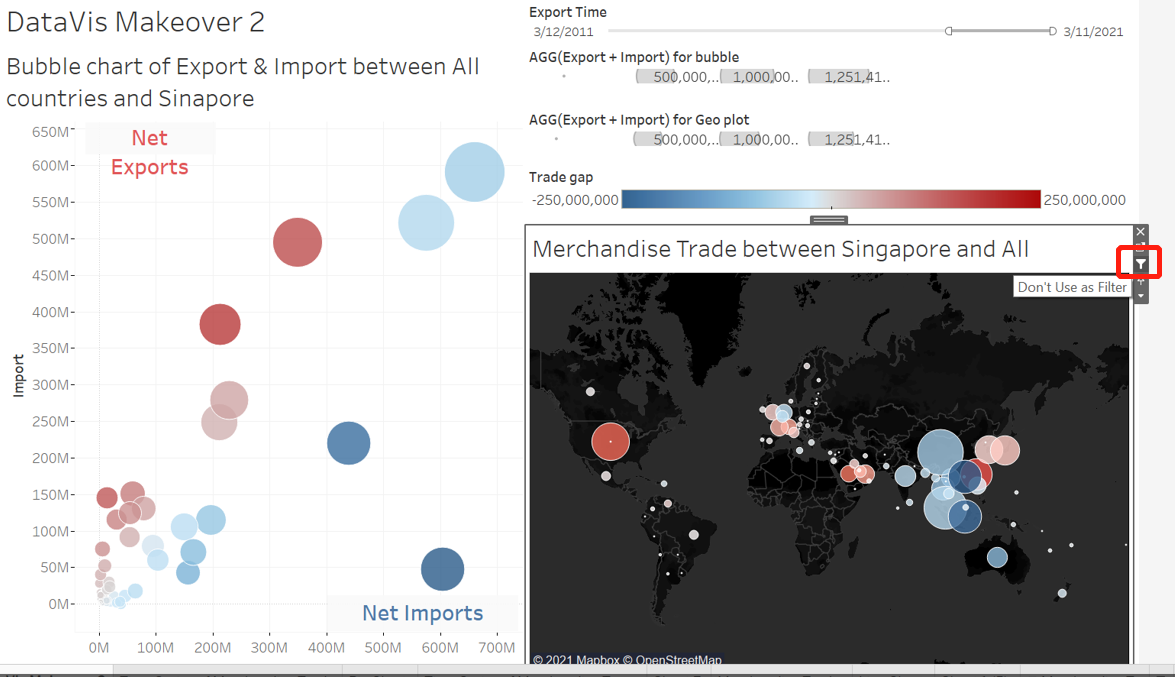 DataVis Makeover 2
Bubble chart of Export & Import between All
countries and Sinapore
Net
Exports
650M
600M
550M
500M
450M
400M
350M
300M
250M
200M
150M
100M
50M
0M
Import
Net Imports
0M 100M 200M 300M 400M 500M 600M 700M
Export Time
3/12/2011 3/11/2021
AGG(Export + Import) for bubble
500,000,.. 1,000,00.. 1,251,41..
AGG(Export + Import) for Geo plot
500,000,.. 1,000,00.. 1,251,41..
Trade gap
-250,000,000 250,000,000
Merchandise Trade between Singapore and All
Don't Use as Filter
© 2021 Mapbox © OpenStreetMap